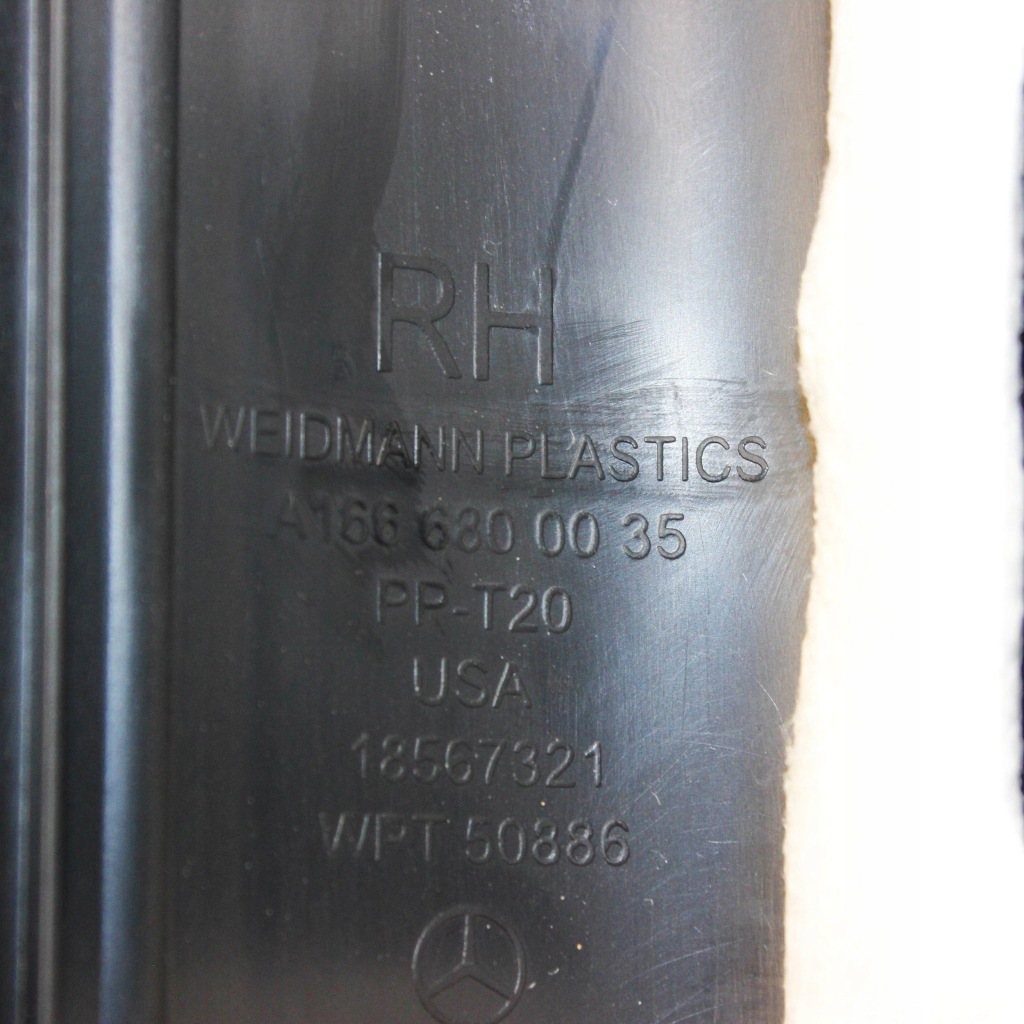 RH
WEIDMANN PLASTICS
A166 680 00 35
PP-T20
USA
18567321
WPT 50886